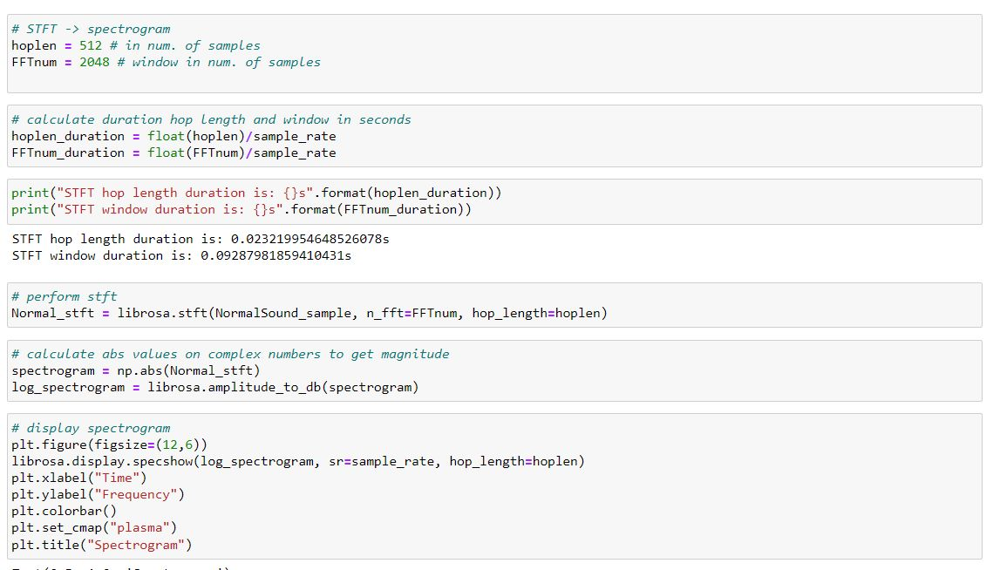 # STFT -> spectrogram
hoplen = 512 # in num. of samples
FFTnum = 2048 # window in num. of samples
# calculate duration hop length and window in seconds
hoplen_duration = float(hoplen)/sample_rate
FFTnum_duration = float(FFTnum)/sample_rate
print("STFT hop length duration is: {}s".format(hoplen_duration))
print("STFT window duration is: {}s".format(FFTnum_duration))
STFT hop length duration is: 0.023219954648526078s
STFT window duration is: 0.09287981859410431s
# perform stft
Normal_stft = librosa.stft(NormalSound_sample, n_fft=FFTnum, hop_length=hoplen)
# calculate abs values on complex numbers to get magnitude
spectrogram = np.abs(Normal_stft)
log_spectrogram = librosa.amplitude_to_db(spectrogram)
# display spectrogram
plt.figure(figsize=(12,6))
librosa.display.specshow(log_spectrogram, sr=sample_rate, hop_length=hoplen)
plt.xlabel("Time")
plt.ylabel("Frequency")
plt.colorbar()
plt.set_cmap("plasma")
plt.title("Spectrogram")